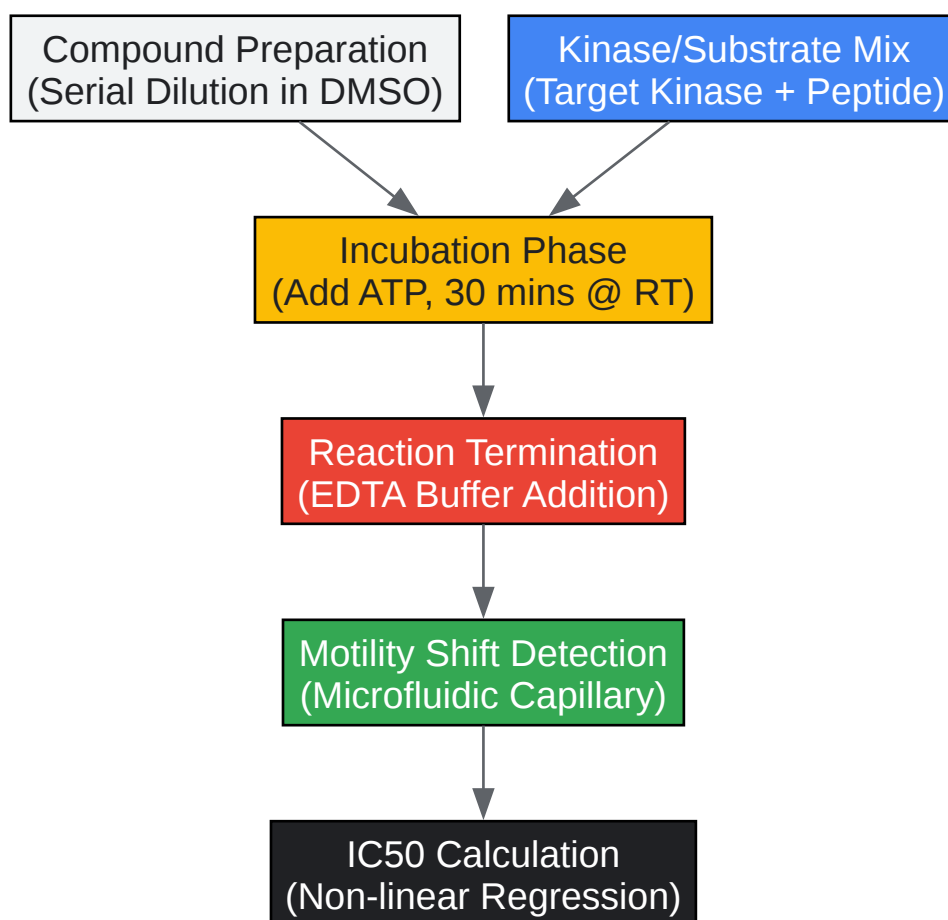 Compound Preparation
(Serial Dilution in DMSO)
Kinase/Substrate Mix
(Target Kinase + Peptide)
Incubation Phase
(Add ATP, 30 mins @ RT)
Reaction Termination
(EDTA Buffer Addition)
Motility Shift Detection
(Microfluidic Capillary)
IC50 Calculation
(Non-linear Regression)